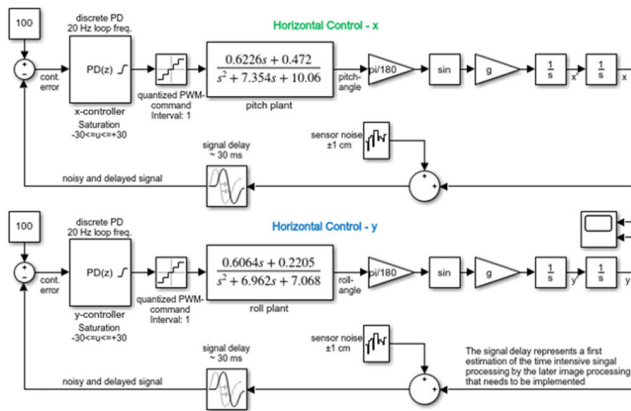 discrete PD
20 Hz loop freq.
Horizontal Control - x
100
PD(z)
cont.
error
x-controller
Saturation
-30<=u<=+30
quantized PWM-
command
Interval: 1
0.6226s + 0.472
s² + 7.354s + 10.06
pitch plant
pitch-
angle
pi/180
sin
g
1
s
x'
1
s
x
signal delay
~ 30 ms
sensor noise
±1 cm
noisy and delayed signal
discrete PD
20 Hz loop freq.
Horizontal Control - y
100
PD(z)
cont.
error
y-controller
Saturation
-30<=u<=+30
quantized PWM-
command
Interval: 1
0.6064s + 0.2205
s² + 6.962s + 7.068
roll plant
roll-
angle
pi/180
sin
g
1
s
y'
1
s
y
signal delay
~ 30 ms
sensor noise
±1 cm
noisy and delayed signal
The signal delay represents a first
estimation of the time intensive singal
processing by the later image processing
that needs to be implemented